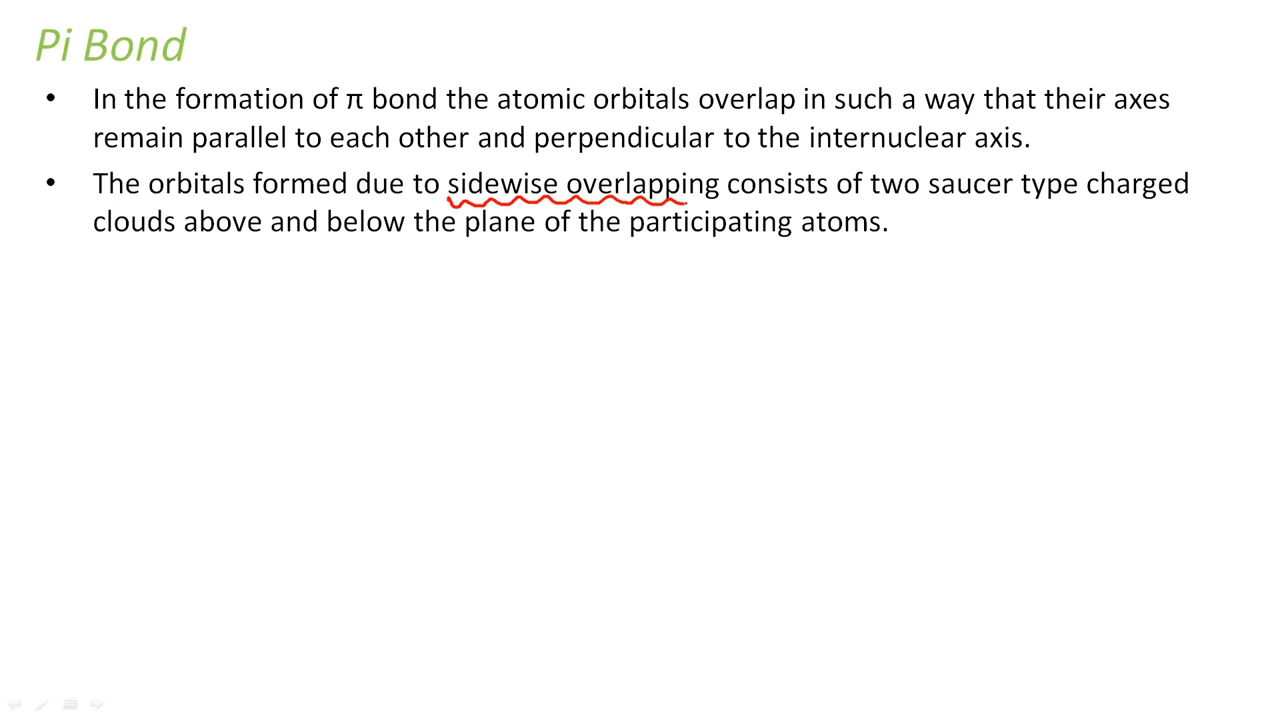 Pi Bond
• In the formation of π bond the atomic orbitals overlap in such a way that their axes
remain parallel to each other and perpendicular to the internuclear axis.
• The orbitals formed due to sidewise overlapping consists of two saucer type charged
clouds above and below the plane of the participating atoms.